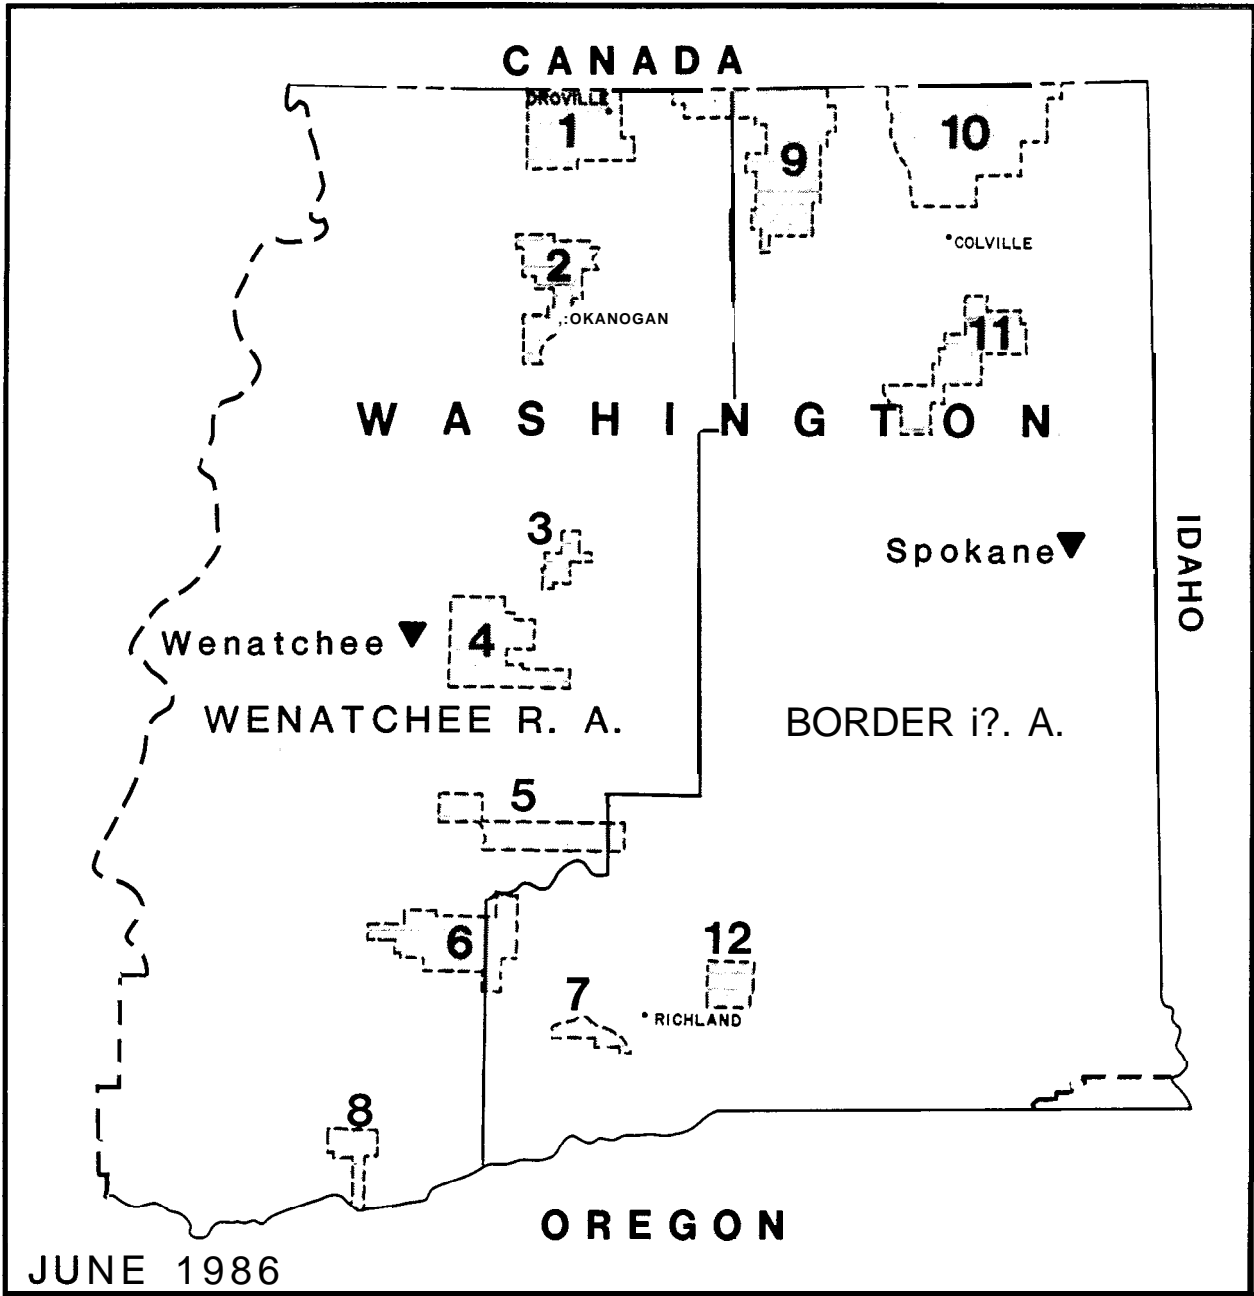 CANADA
OROVILLE
1
10
9
COLVILLE
2
OKANOGAN
11
WASHINGTON
3
Spokane
IDAHO
Wenatchee
4
WENATCHEE R. A.
BORDER i?. A.
5
6
12
7
RICHLAND
8
OREGON
JUNE 1986